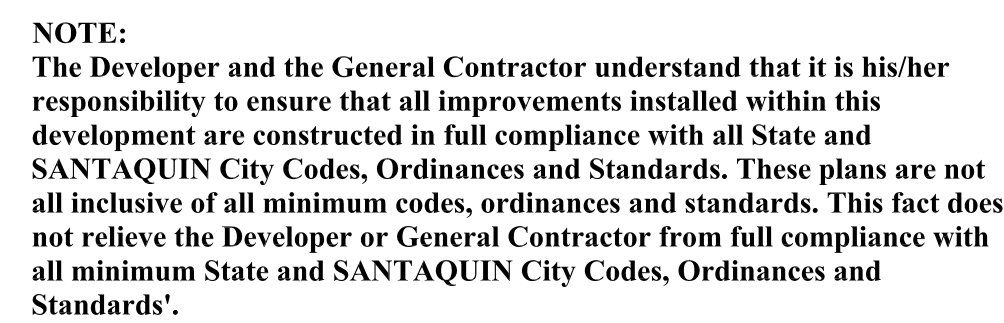 NOTE:
The Developer and the General Contractor understand that it is his/her
responsibility to ensure that all improvements installed within this
development are constructed in full compliance with all State and
SANTAQUIN City Codes, Ordinances and Standards. These plans are not
all inclusive of all minimum codes, ordinances and standards. This fact does
not relieve the Developer or General Contractor from full compliance with
all minimum State and SANTAQUIN City Codes, Ordinances and
Standards'.